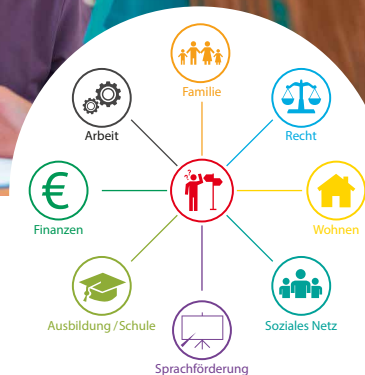 Familie
Arbeit
Recht
€
Finanzen
? ?
Wohnen
Ausbildung / Schule
Soziales Netz
Sprachförderung